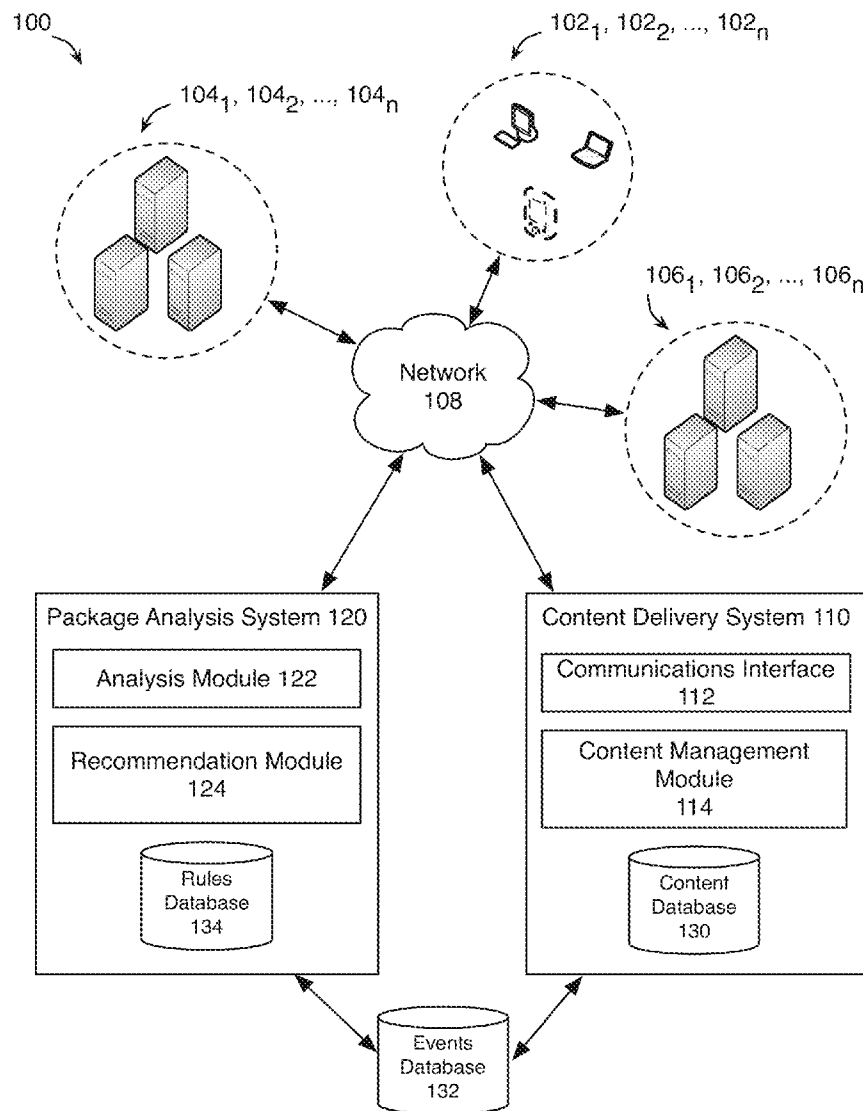 100
102₁, 102₂, ..., 102ₙ
104₁, 104₂, ..., 104ₙ
106₁, 106₂, ..., 106ₙ
Network
108
Package Analysis System 120
Analysis Module 122
Recommendation Module
124
Rules
Database
134
Content Delivery System 110
Communications Interface
112
Content Management
Module
114
Content
Database
130
Events
Database
132